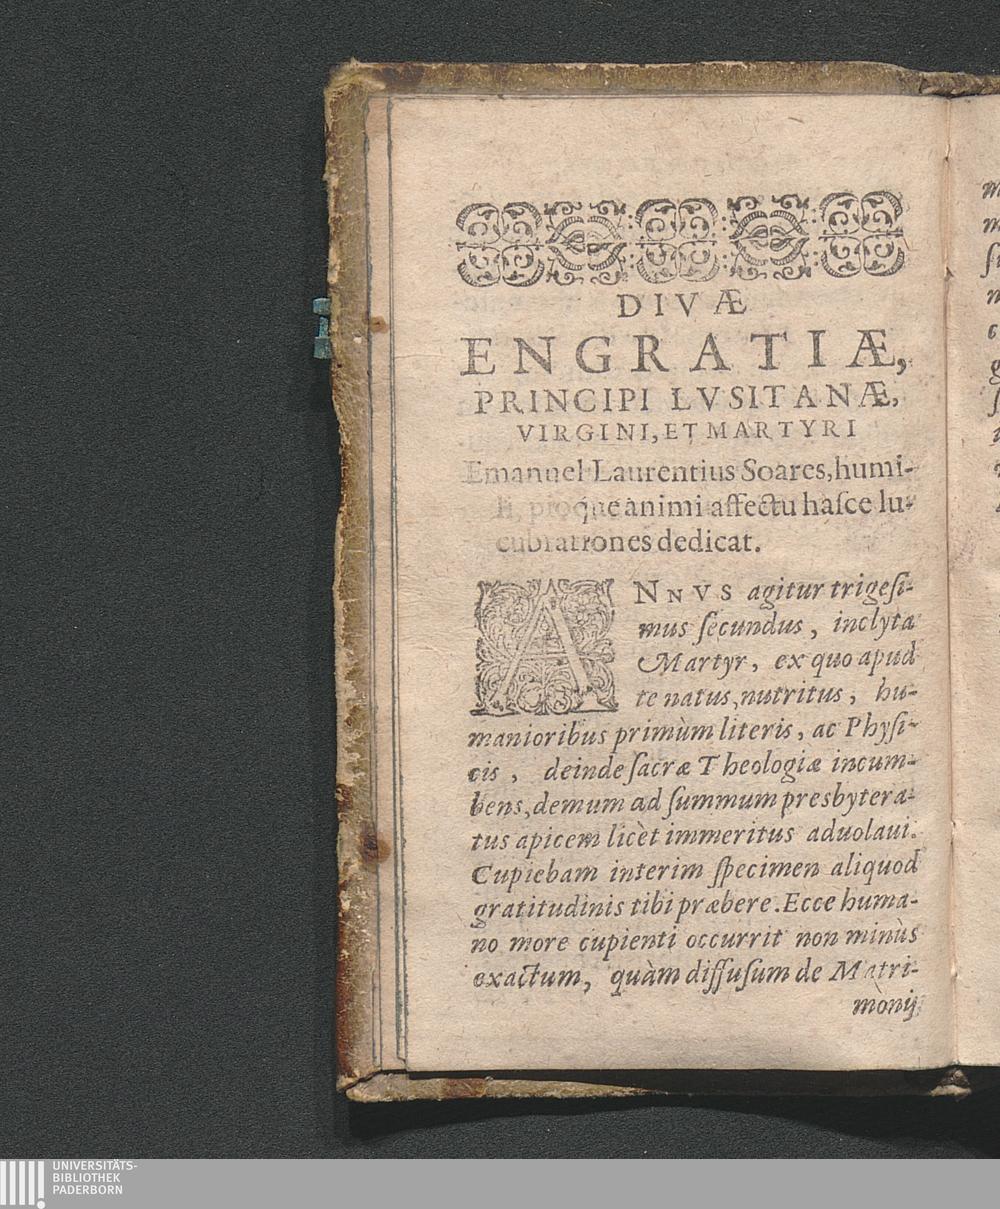 DIVÆ
ENGRATIÆ,
PRINCIPI LVSITANÆ,
VIRGINI, ET MARTYRI
Emanuel Laurentius Soares, humi-
li, proq́ue animi affectu haſce lu-
cubrationes dedicat.
ANNVS agitur trigeſi-
mus ſecundus, inclyta
Martyr, ex quo apud
te natus, nutritus, hu-
manioribus primùm literis, ac Phyſi-
cis, deinde ſacræ Theologiæ incum-
bens, demum ad ſummum presbytera-
tus apicem licèt immeritus aduolaui.
Cupiebam interim ſpecimen aliquod
gratitudinis tibi præbere. Ecce huma-
no more cupienti occurrit non minùs
exactum, quàm diffuſum de Matri-
monij
UNIVERSITÄTS-
BIBLIOTHEK
PADERBORN